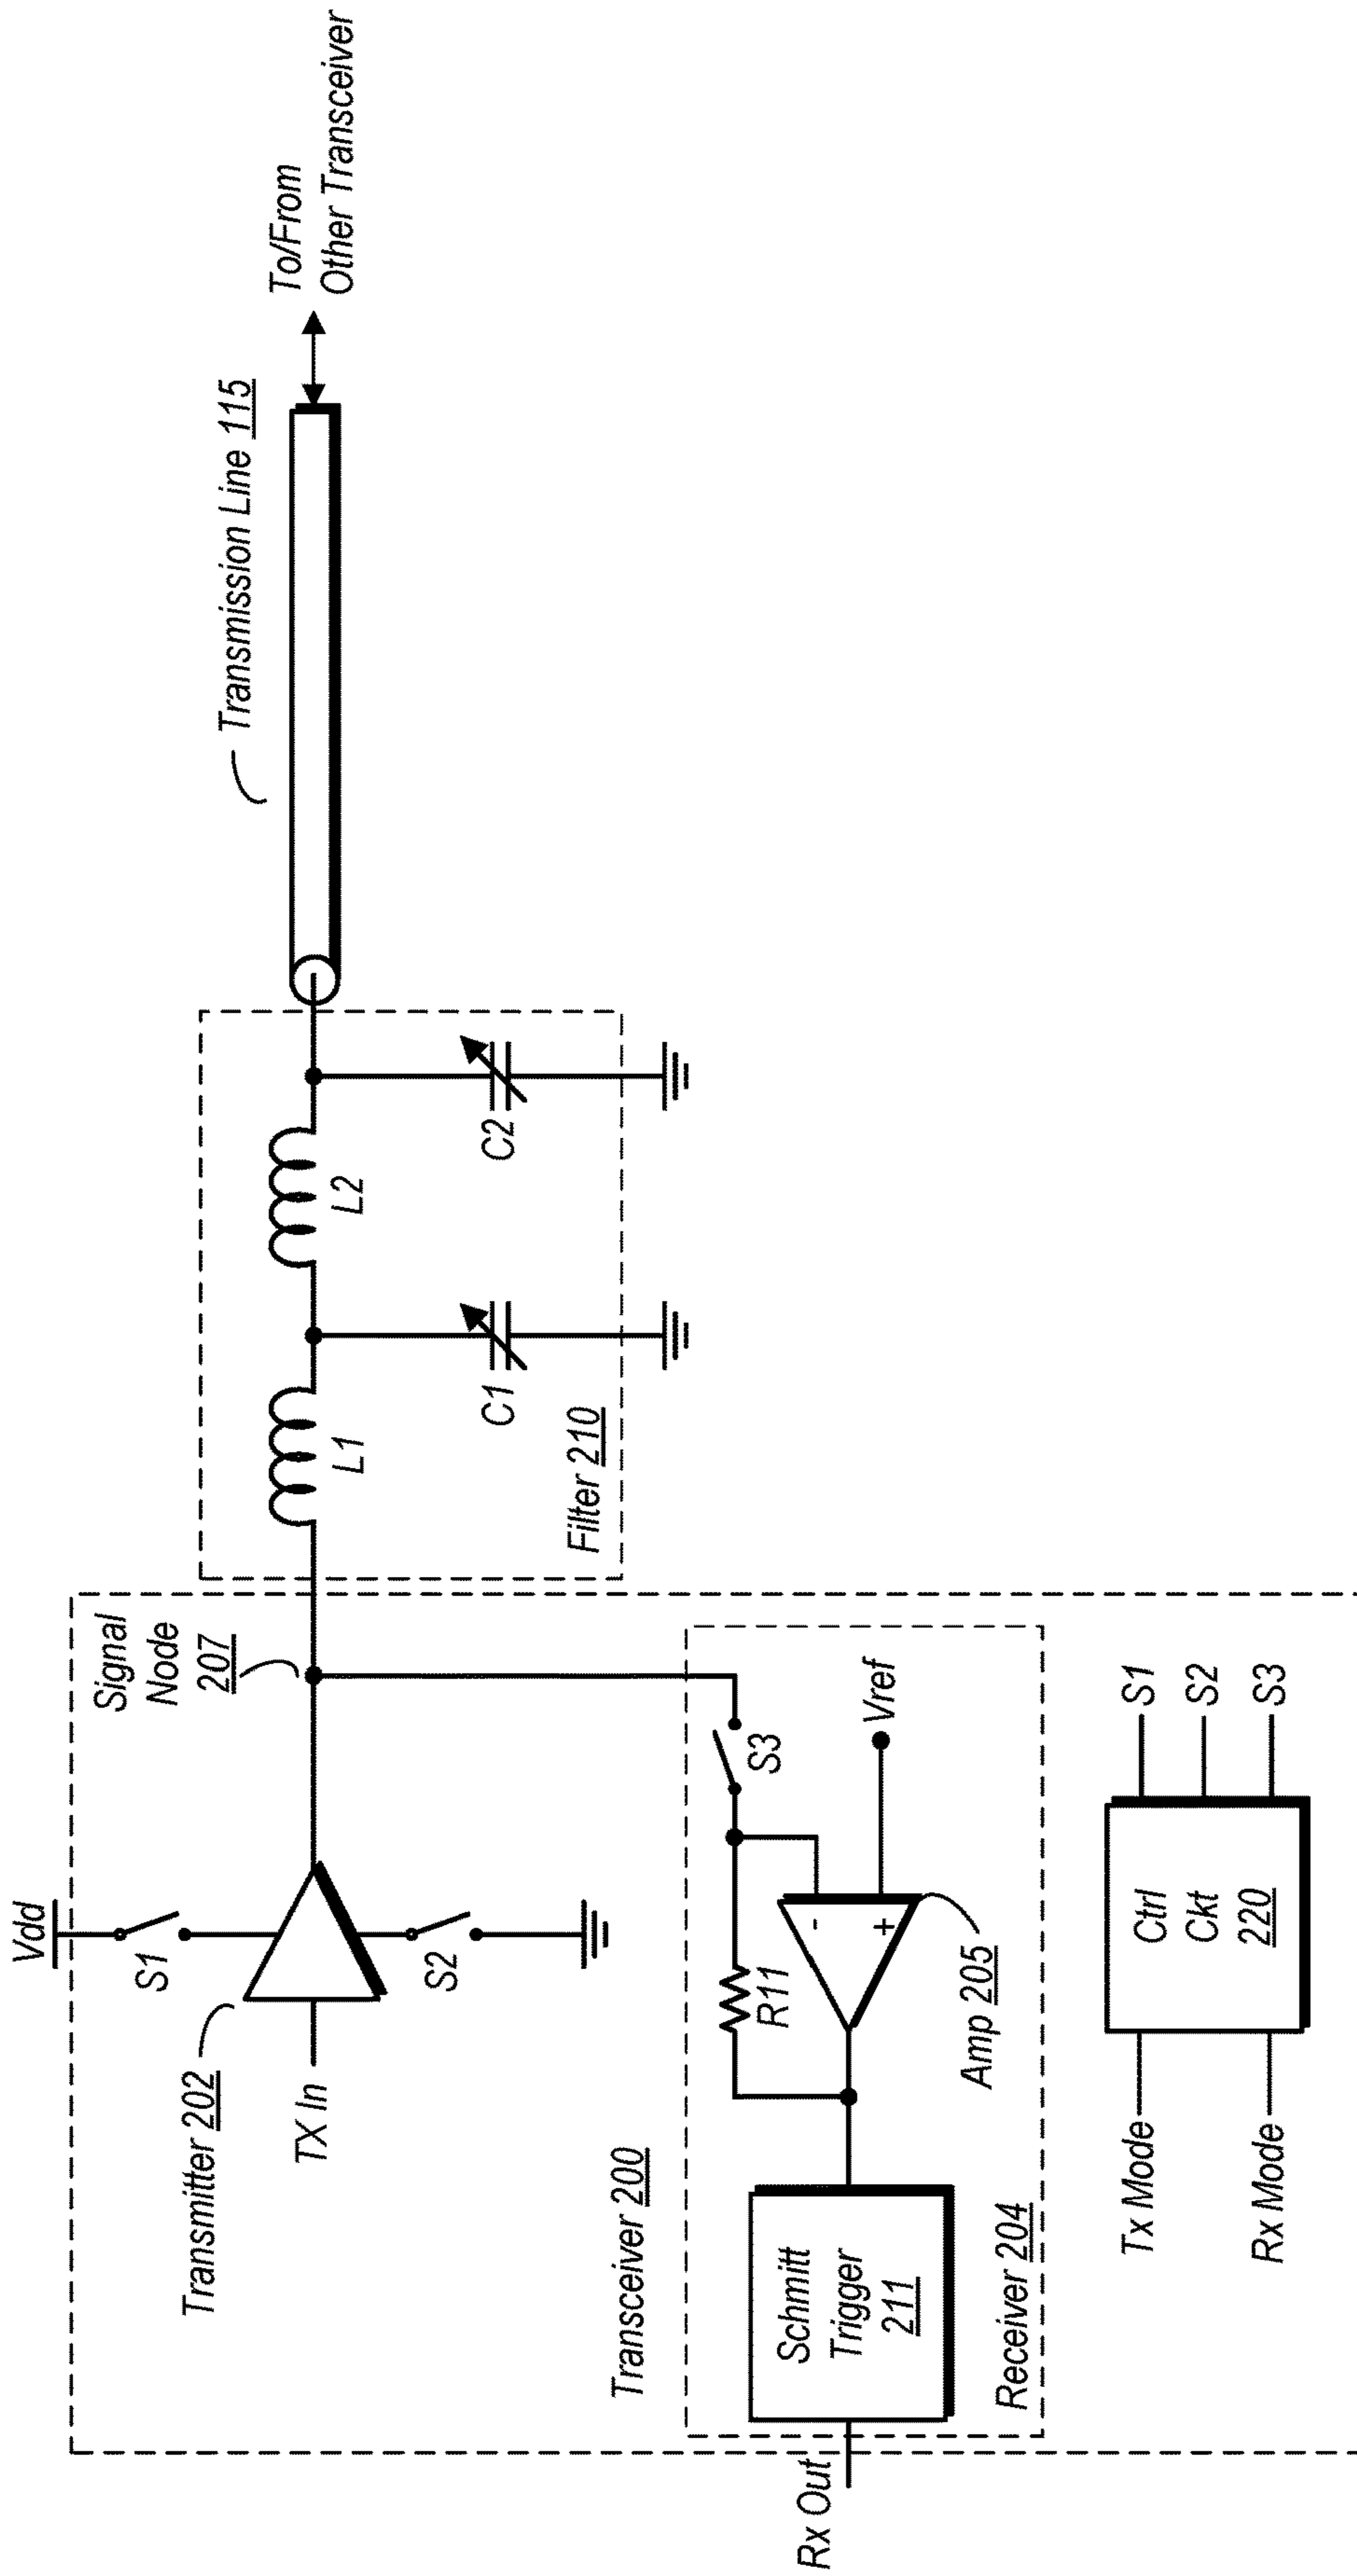 Vdd
S1
Transmitter 202
TX In
S2
Signal
Node
207
L1
L2
C1
C2
Filter 210
Transmission Line 115
To/From
Other Transceiver
Transceiver 200
S3
R11
-
+
Vref
Amp 205
Schmitt
Trigger
211
Rx Out
Receiver 204
Tx Mode
Rx Mode
Ctrl
Ckt
220
S1
S2
S3